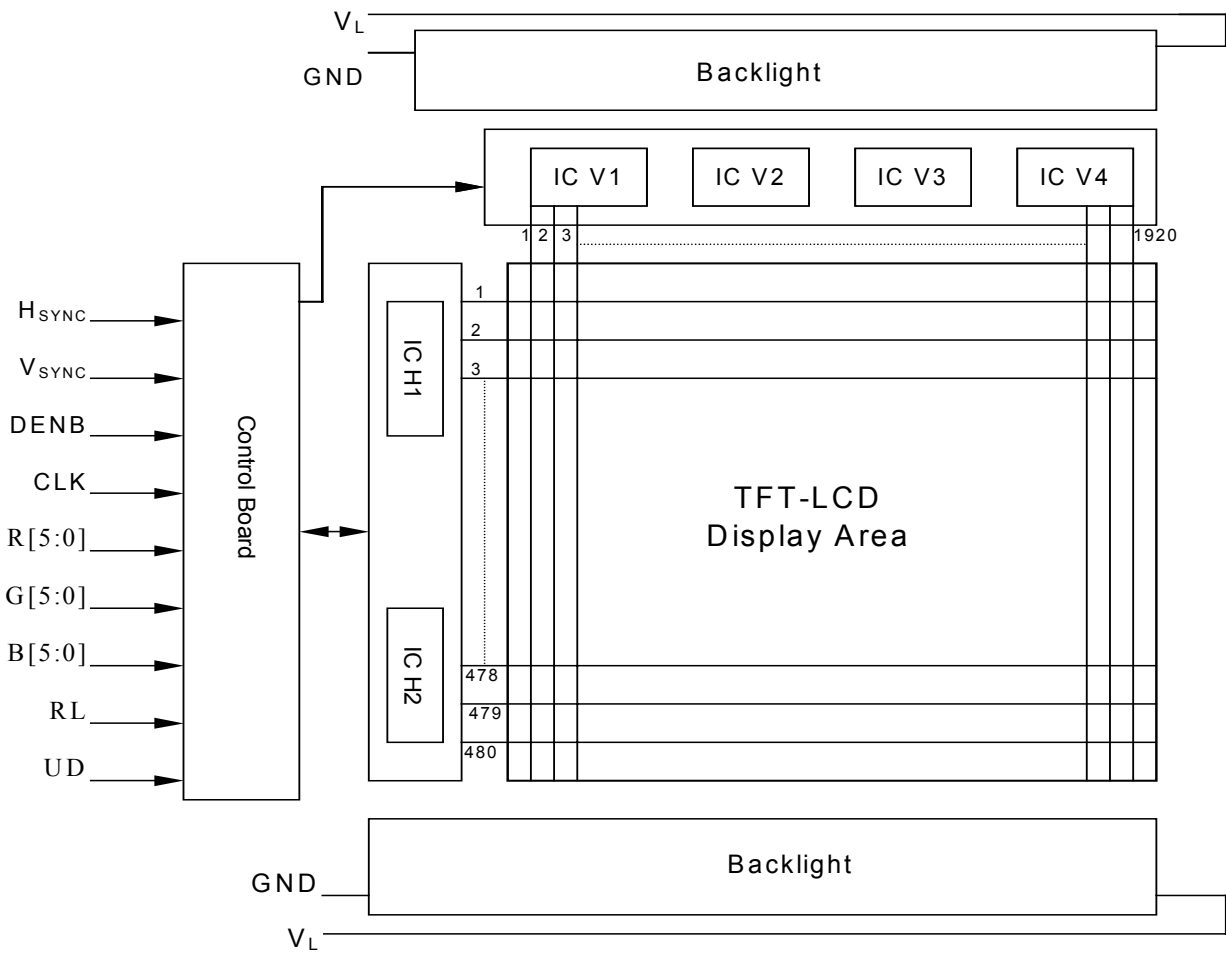 VL
GND
Backlight
IC V1
IC V2
IC V3
IC V4
1 2 3
1920
HSYNC
VSYNC
DENB
CLK
R[5:0]
G[5:0]
B[5:0]
RL
UD
Control Board
IC H1
IC H2
1
2
3
478
479
480
TFT-LCD
Display Area
Backlight
GND
VL